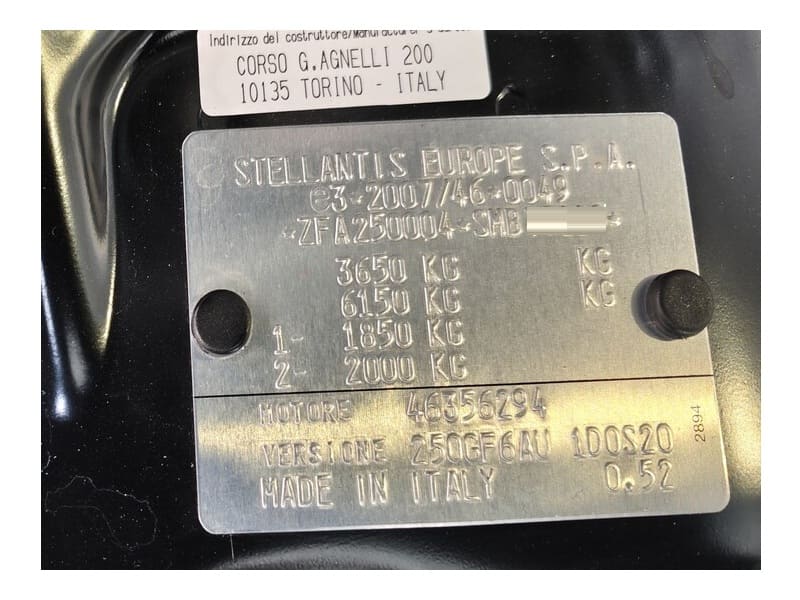 Indirizzo del costruttore/Manufacturer's
CORSO G.AGNELLI 200
10135 TORINO - ITALY
STELLANTIS EUROPE S.P.A.
e3*2007/46*0049
*ZFA250004*SMB *
3650 KG KG
6150 KG KG
1- 1850 KG
2- 2000 KG
MOTORE 46356294
VERSIONE 250GF6AU 1D0S20
MADE IN ITALY 0.52
2894